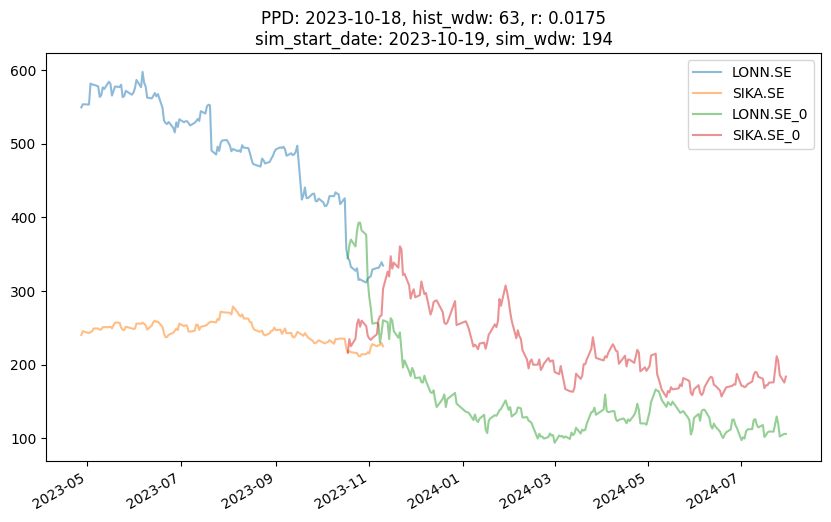 PPD: 2023-10-18, hist_wdw: 63, r: 0.0175
sim_start_date: 2023-10-19, sim_wdw: 194
LONN.SE
SIKA.SE
LONN.SE_0
SIKA.SE_0
600
500
400
300
200
100
2023-05
2023-07
2023-09
2023-11
2024-01
2024-03
2024-05
2024-07